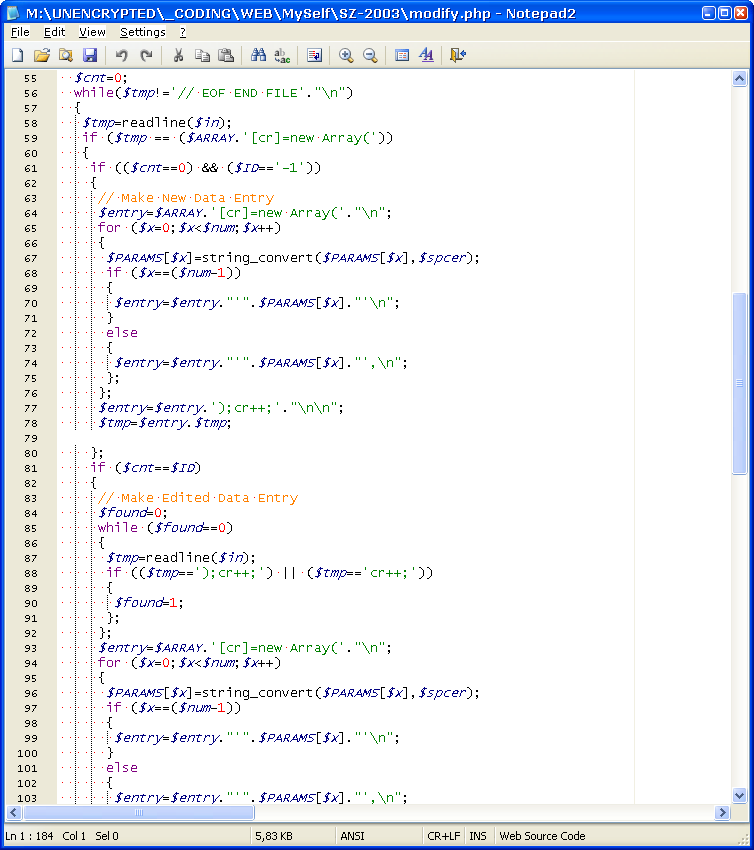 M:\UNENCRYPTED\_CODING\WEB\MySelf\SZ-2003\modify.php - Notepad2
File Edit View Settings ?
55 $cnt=0;
56 while($tmp!='// EOF END FILE'."\n")
57 {
58 $tmp=readline($in);
59 if ($tmp == ($ARRAY.'[cr]=new Array('))
60 {
61 if (($cnt==0) && ($ID=='-1'))
62 {
63 // Make New Data Entry
64 $entry=$ARRAY.'[cr]=new Array('."\n";
65 for ($x=0;$x<$num;$x++)
66 {
67 $PARAMS[$x]=string_convert($PARAMS[$x],$spcer);
68 if ($x==($num-1))
69 {
70 $entry=$entry."'".$PARAMS[$x]."'\n";
71 }
72 else
73 {
74 $entry=$entry."'".$PARAMS[$x]."',\n";
75 };
76 };
77 $entry=$entry.');cr++;'."\n\n";
78 $tmp=$entry.$tmp;
79
80 };
81 if ($cnt==$ID)
82 {
83 // Make Edited Data Entry
84 $found=0;
85 while ($found==0)
86 {
87 $tmp=readline($in);
88 if (($tmp==');cr++;') || ($tmp=='cr++;'))
89 {
90 $found=1;
91 };
92 };
93 $entry=$ARRAY.'[cr]=new Array('."\n";
94 for ($x=0;$x<$num;$x++)
95 {
96 $PARAMS[$x]=string_convert($PARAMS[$x],$spcer);
97 if ($x==($num-1))
98 {
99 $entry=$entry."'".$PARAMS[$x]."'\n";
100 }
101 else
102 {
103 $entry=$entry."'".$PARAMS[$x]."',\n";
Ln 1 : 184 Col 1 Sel 0 5,83 KB ANSI CR+LF INS Web Source Code